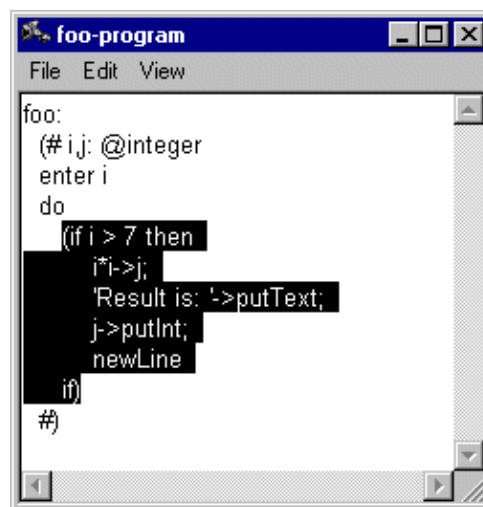 foo-program
File Edit View
foo:
(# i,j: @integer
enter i
do
(if i > 7 then
i*i->j;
'Result is: '->putText;
j->putInt;
newLine
if)
#)